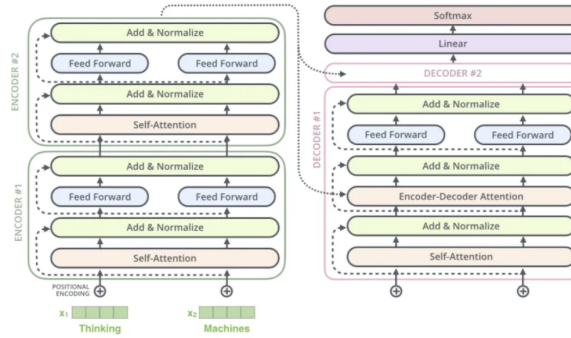 ENCODER #2
Add & Normalize
Feed Forward Feed Forward
Add & Normalize
Self-Attention
ENCODER #1
Add & Normalize
Feed Forward Feed Forward
Add & Normalize
Self-Attention
POSITIONAL
ENCODING
x₁ x₂
Thinking Machines
Softmax
Linear
DECODER #2
DECODER #1
Add & Normalize
Feed Forward Feed Forward
Add & Normalize
Encoder-Decoder Attention
Add & Normalize
Self-Attention